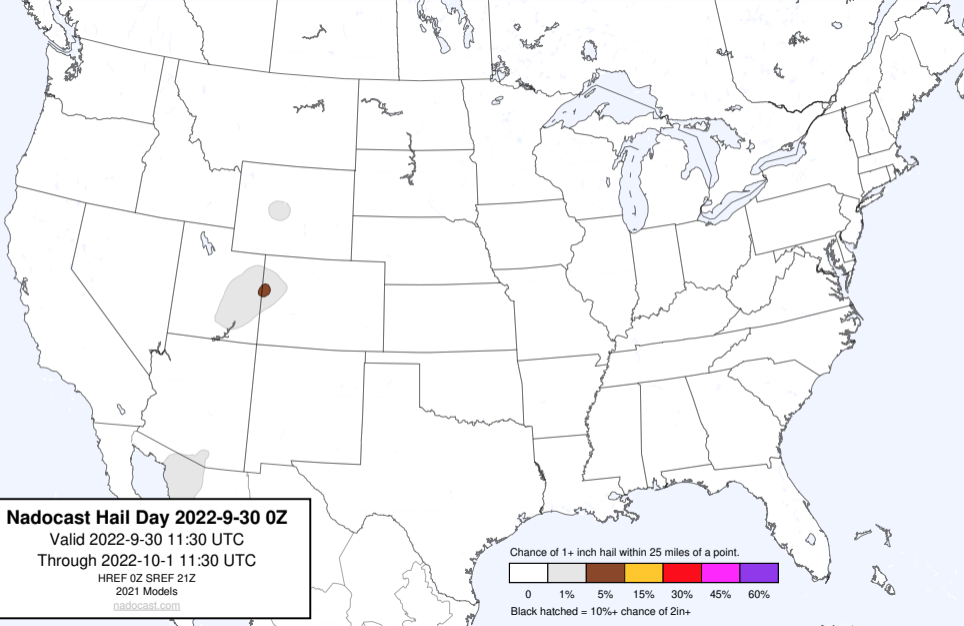 Nadocast Hail Day 2022-9-30 0Z
Valid 2022-9-30 11:30 UTC
Through 2022-10-1 11:30 UTC
HREF 0Z SREF 21Z
2021 Models
nadocast.com
Chance of 1+ inch hail within 25 miles of a point.
0 1% 5% 15% 30% 45% 60%
Black hatched = 10%+ chance of 2in+